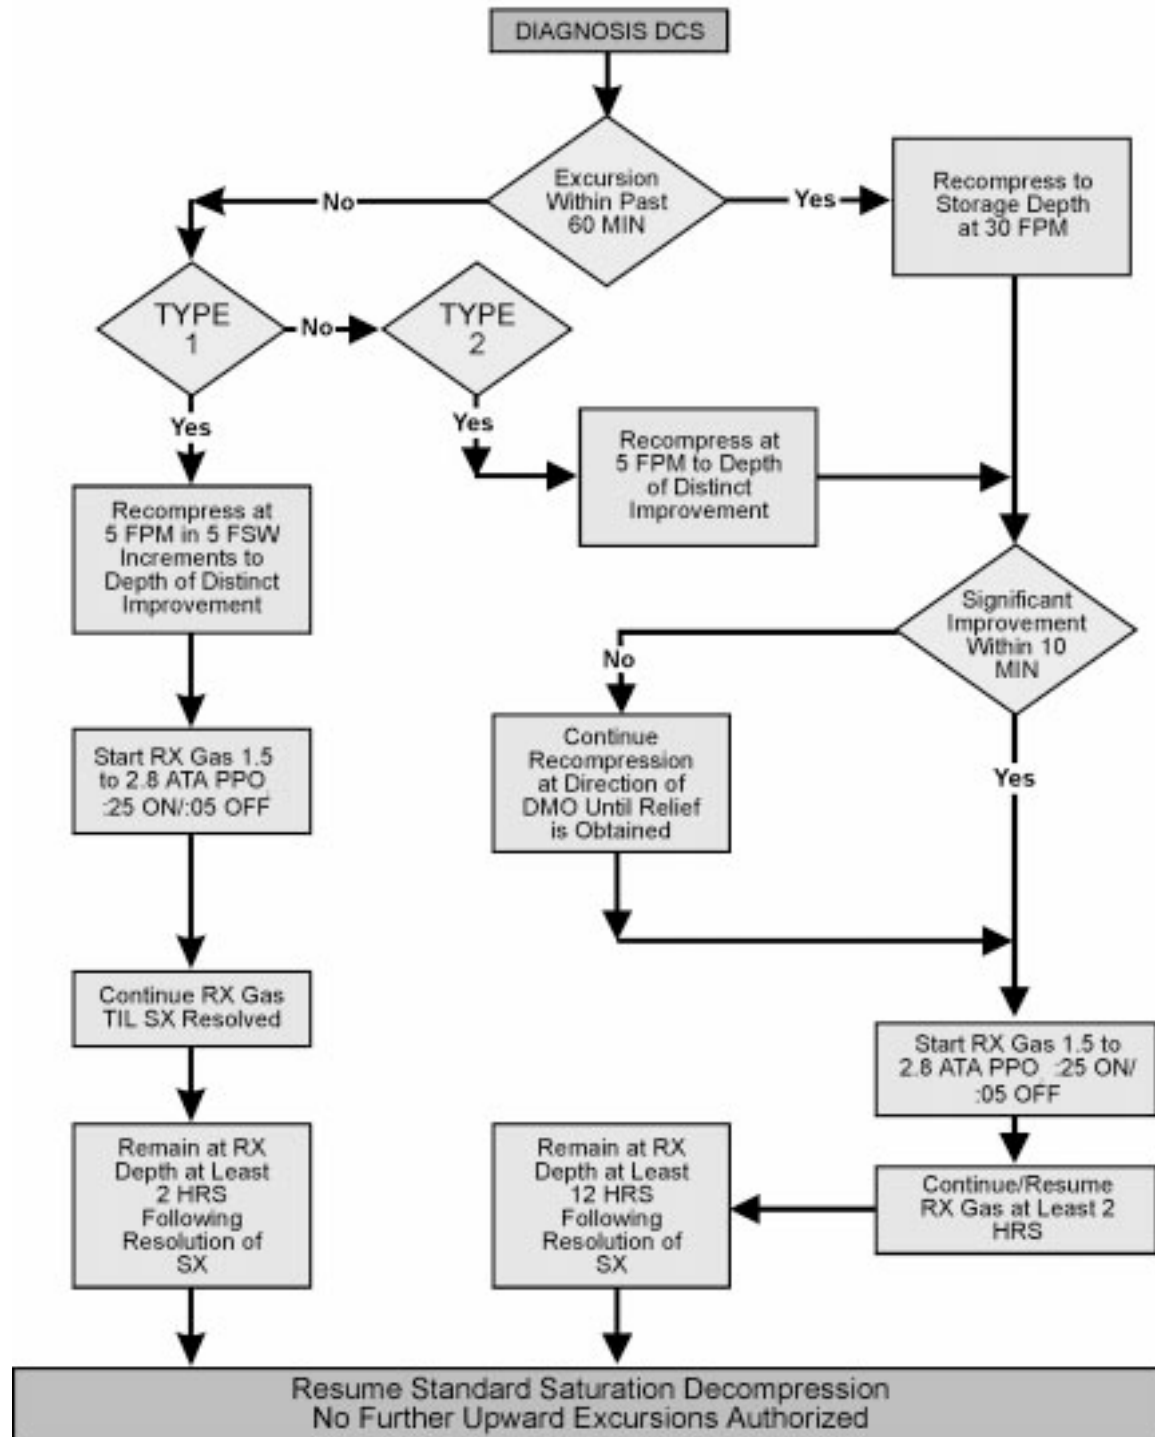 DIAGNOSIS DCS
Excursion
Within Past
60 MIN
No
Yes
Recompress to
Storage Depth
at 30 FPM
TYPE
1
No
TYPE
2
Yes
Yes
Recompress at
5 FPM to Depth
of Distinct
Improvement
Recompress at
5 FPM in 5 FSW
Increments to
Depth of Distinct
Improvement
Significant
Improvement
Within 10
MIN
No
Yes
Continue
Recompression
at Direction of
DMO Until Relief
is Obtained
Start RX Gas 1.5
to 2.8 ATA PPO
:25 ON/:05 OFF
Continue RX Gas
TIL SX Resolved
Start RX Gas 1.5 to
2.8 ATA PPO :25 ON/
:05 OFF
Remain at RX
Depth at Least
2 HRS
Following
Resolution of
SX
Remain at RX
Depth at Least
12 HRS
Following
Resolution of
SX
Continue/Resume
RX Gas at Least 2
HRS
Resume Standard Saturation Decompression
No Further Upward Excursions Authorized